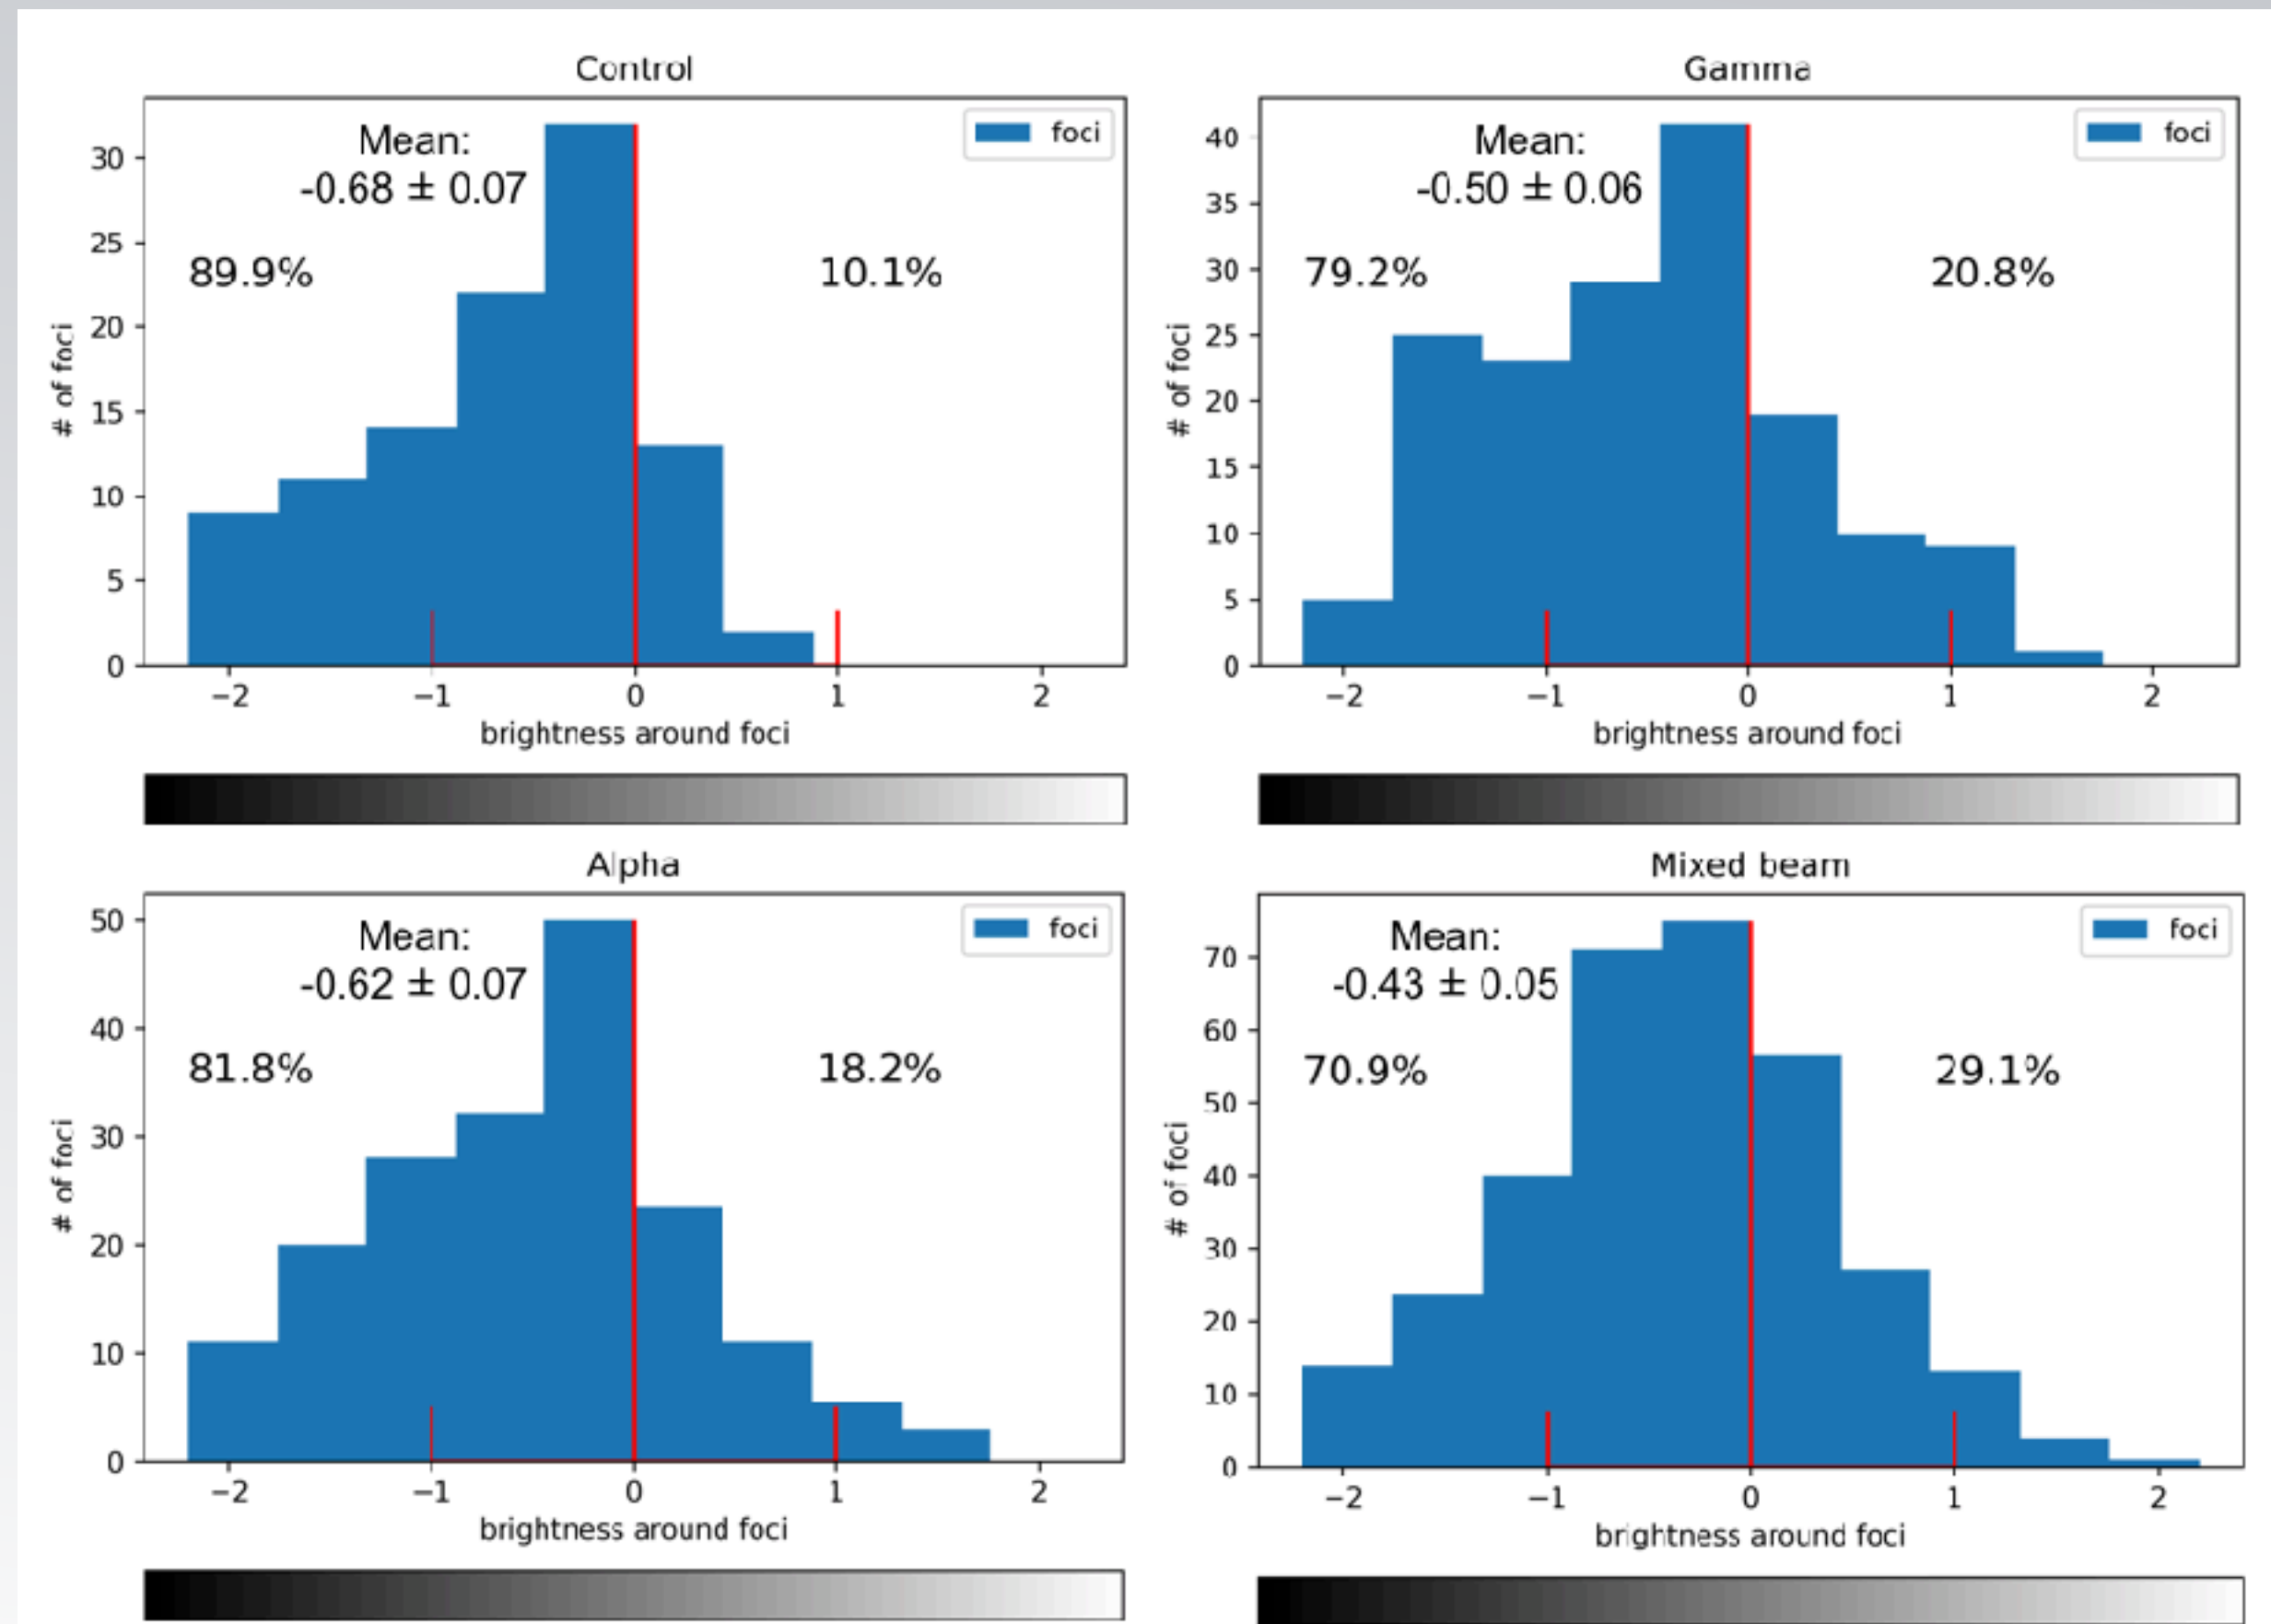 Control
foci
Mean:
-0.68 ± 0.07
89.9%
10.1%
30
25
20
15
10
5
0
# of foci
−2 −1 0 1 2
brightness around foci
Gamma
foci
Mean:
-0.50 ± 0.06
79.2%
20.8%
40
35
30
25
20
15
10
5
0
# of foci
−2 −1 0 1 2
brightness around foci
Alpha
foci
Mean:
-0.62 ± 0.07
81.8%
18.2%
50
40
30
20
10
0
# of foci
−2 −1 0 1 2
brightness around foci
Mixed beam
foci
Mean:
-0.43 ± 0.05
70.9%
29.1%
70
60
50
40
30
20
10
0
# of foci
−2 −1 0 1 2
brightness around foci